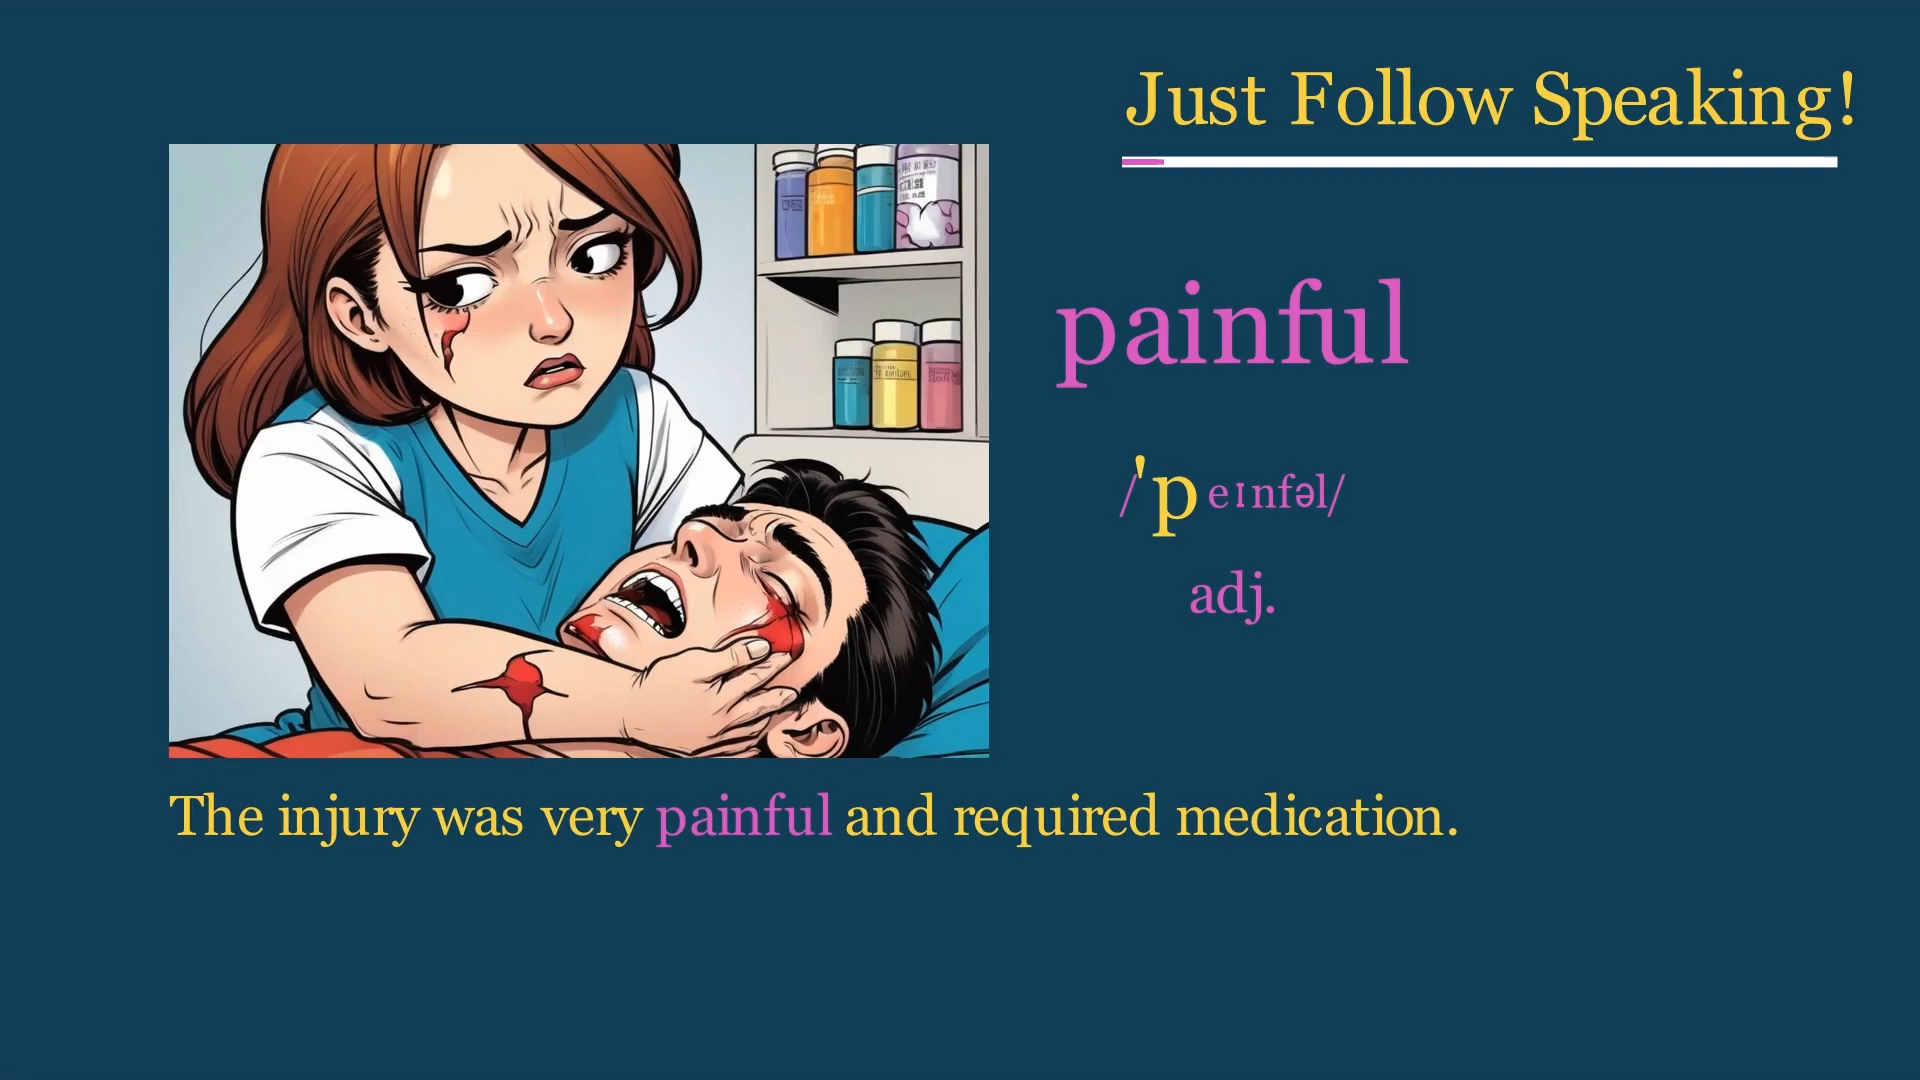 Just Follow Speaking!
painful
/ˈpeɪnfəl/
adj.
The injury was very painful and required medication.